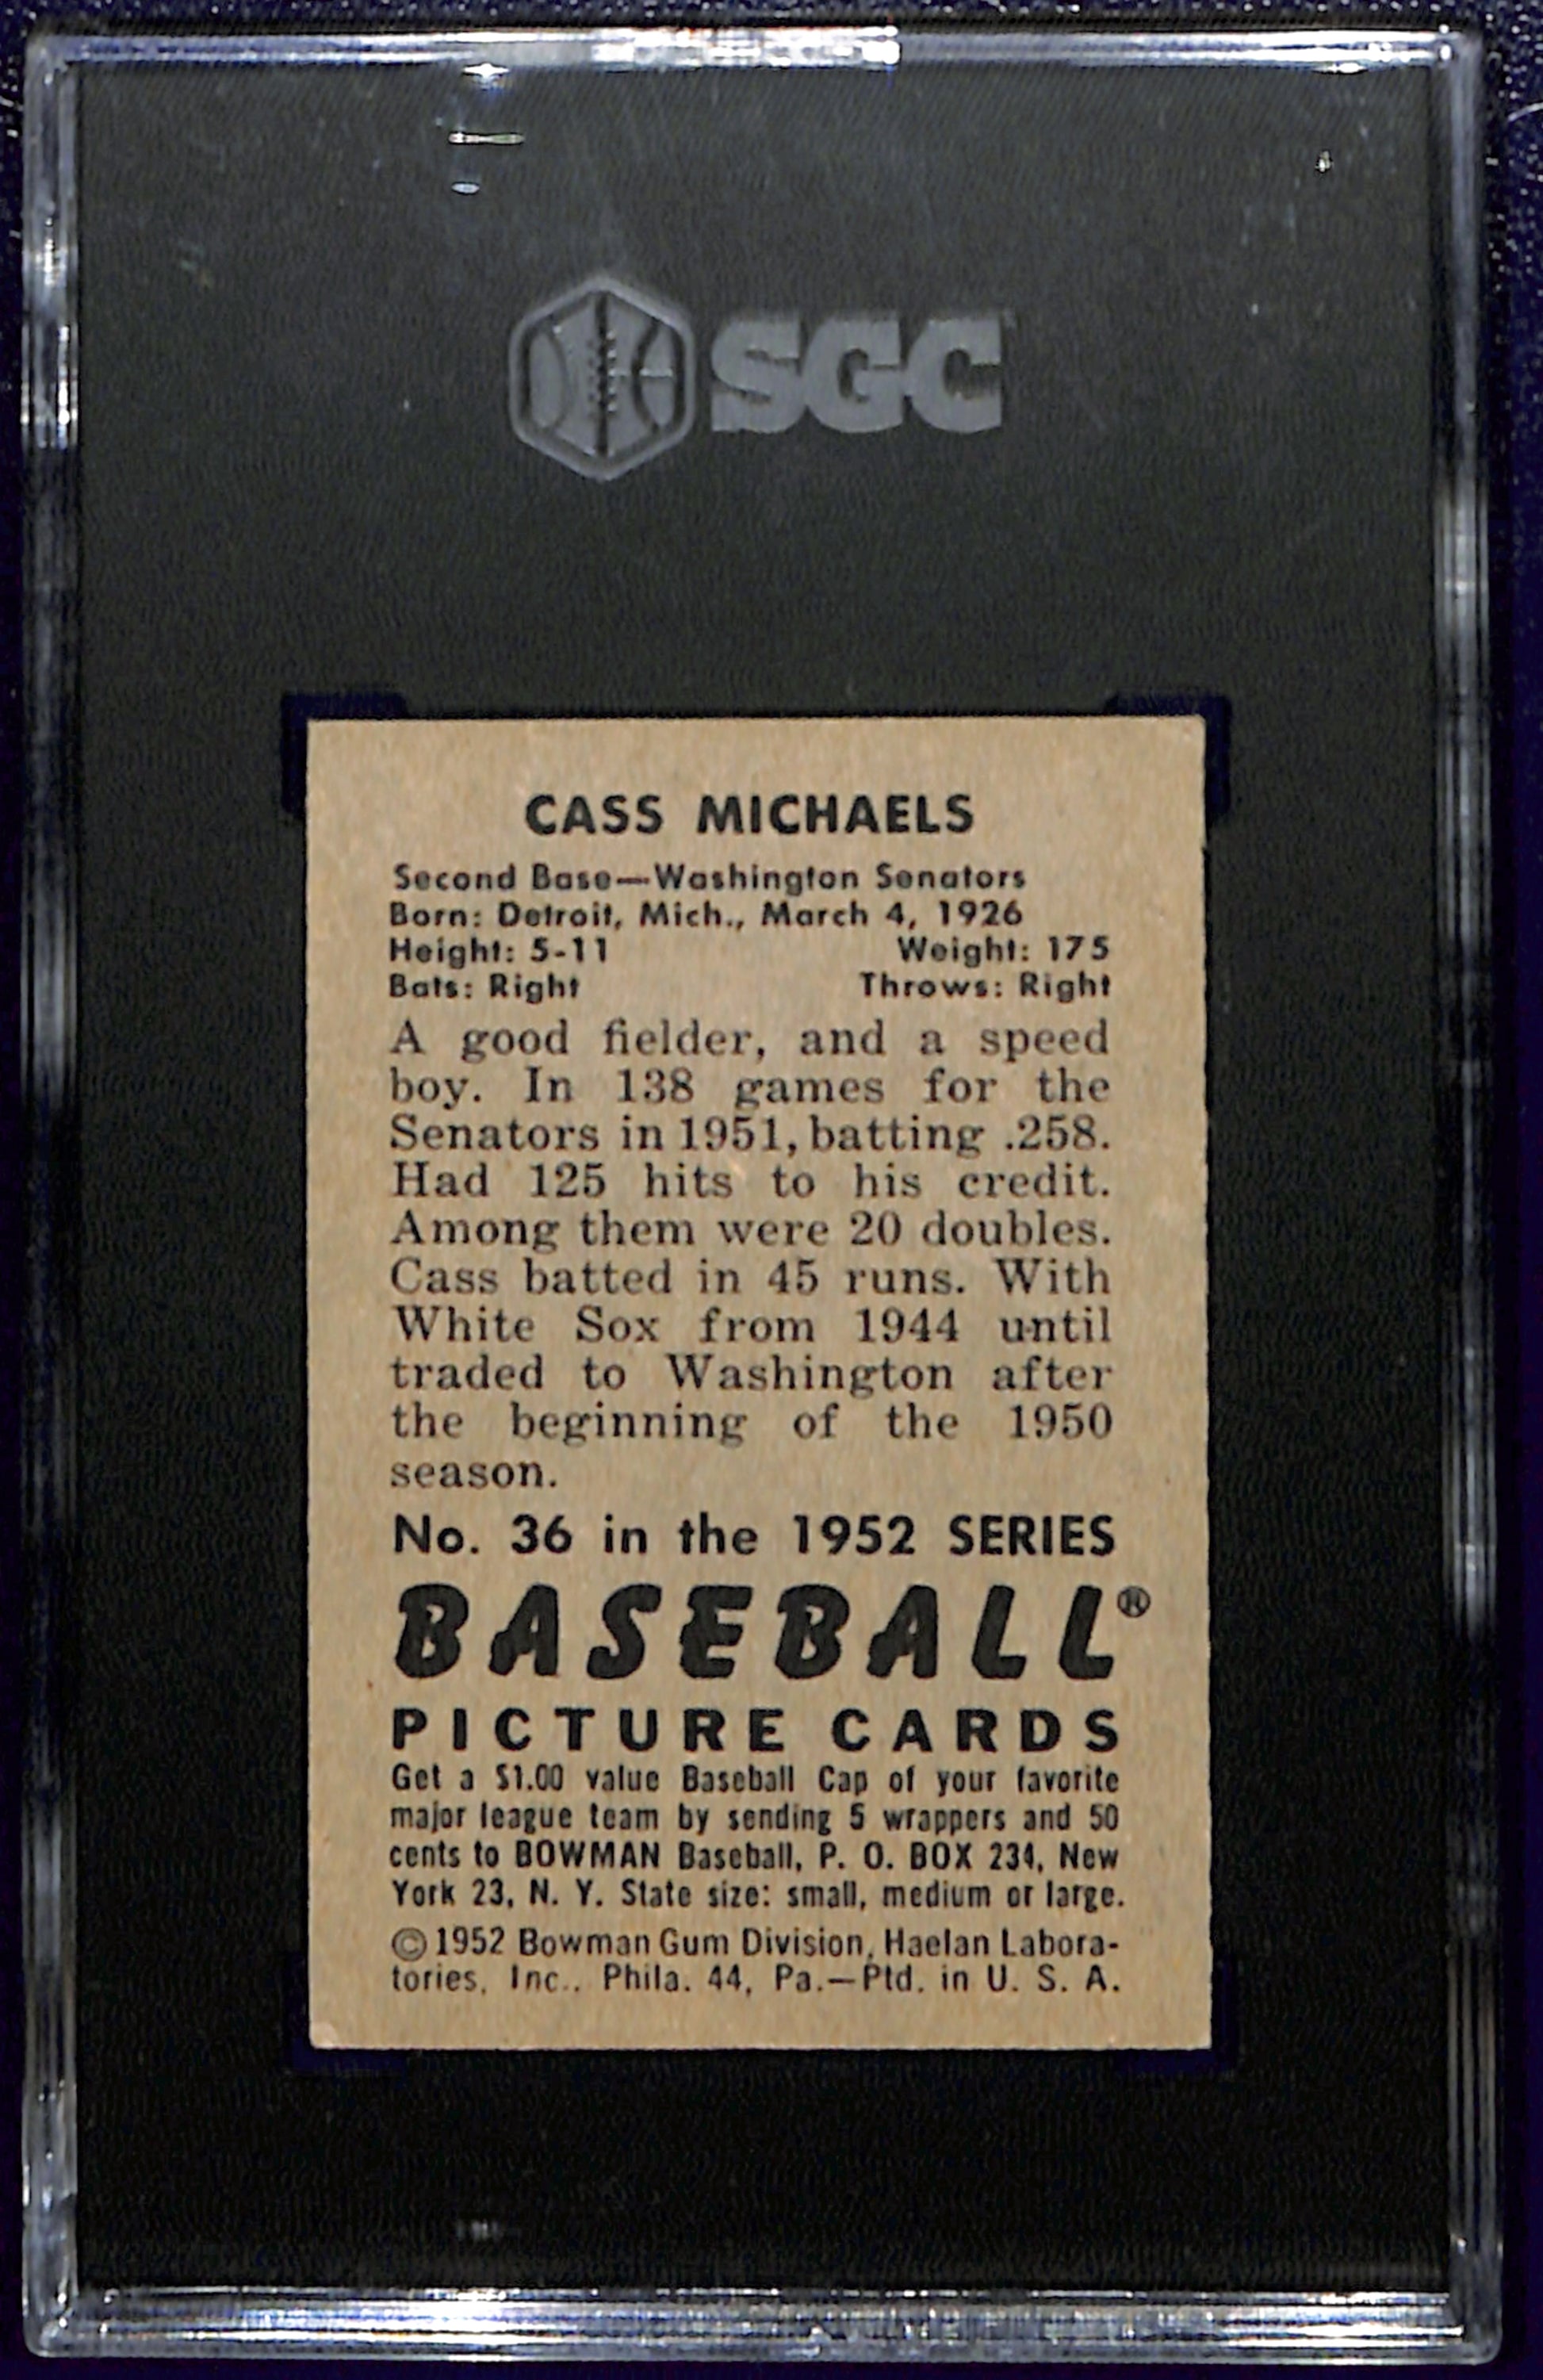 SGC
CASS MICHAELS
Second Base—Washington Senators
Born: Detroit, Mich., March 4, 1926
Height: 5-11 Weight: 175
Bats: Right Throws: Right
A good fielder, and a speed
boy. In 138 games for the
Senators in 1951, batting .258.
Had 125 hits to his credit.
Among them were 20 doubles.
Cass batted in 45 runs. With
White Sox from 1944 until
traded to Washington after
the beginning of the 1950
season.
No. 36 in the 1952 SERIES
BASEBALL®
PICTURE CARDS
Get a $1.00 value Baseball Cap of your favorite
major league team by sending 5 wrappers and 50
cents to BOWMAN Baseball, P. O. BOX 234, New
York 23, N. Y. State size: small, medium or large.
©1952 Bowman Gum Division, Haelan Labora-
tories, Inc., Phila. 44, Pa.—Ptd. in U. S. A.